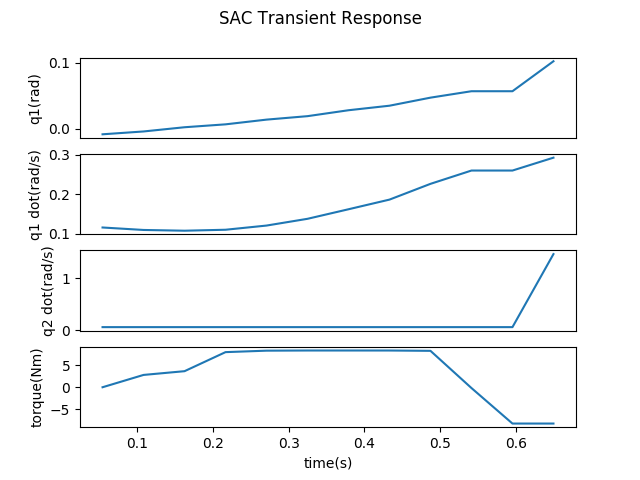 SAC Transient Response
q1(rad)
0.1
0.0
q1 dot(rad/s)
0.3
0.2
0.1
q2 dot(rad/s)
1
0
torque(Nm)
5
0
−5
0.1 0.2 0.3 0.4 0.5 0.6
time(s)